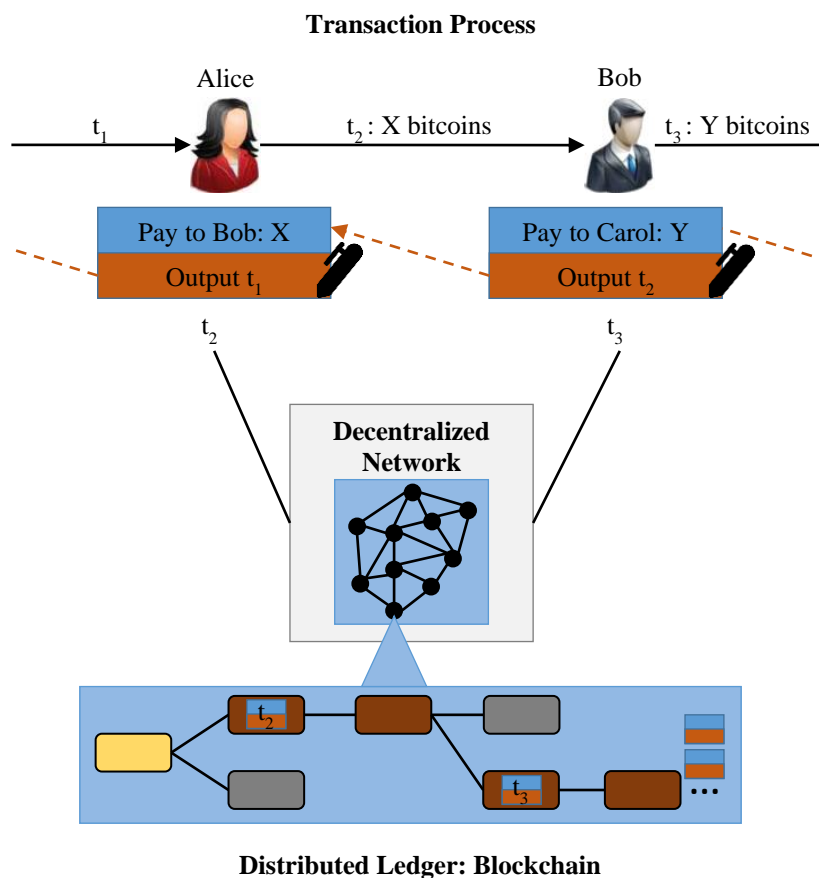 Transaction Process
Alice
Bob
t₁
t₂ : X bitcoins
t₃: Y bitcoins
Pay to Bob: X
Output t₁
Pay to Carol: Y
Output t₂
t₂
t₃
Decentralized
Network
t₂
t₃
...
Distributed Ledger: Blockchain